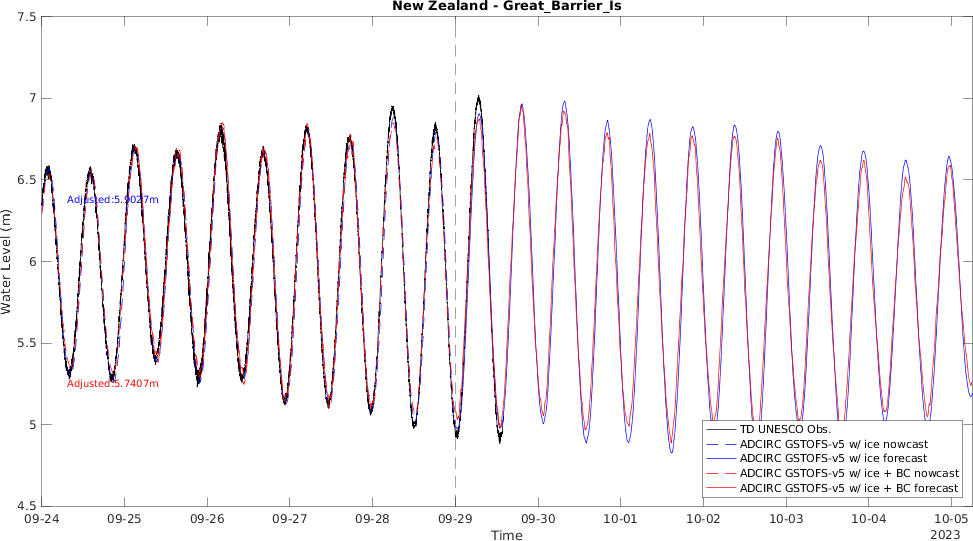 New Zealand - Great_Barrier_Is
7.5
7
6.5
6
5.5
5
4.5
Water Level (m)
Adjusted:5.9027m
Adjusted:5.7407m
TD UNESCO Obs.
ADCIRC GSTOFS-v5 w/ ice nowcast
ADCIRC GSTOFS-v5 w/ ice forecast
ADCIRC GSTOFS-v5 w/ ice + BC nowcast
ADCIRC GSTOFS-v5 w/ ice + BC forecast
09-24 09-25 09-26 09-27 09-28 09-29 09-30 10-01 10-02 10-03 10-04 10-05
Time
2023